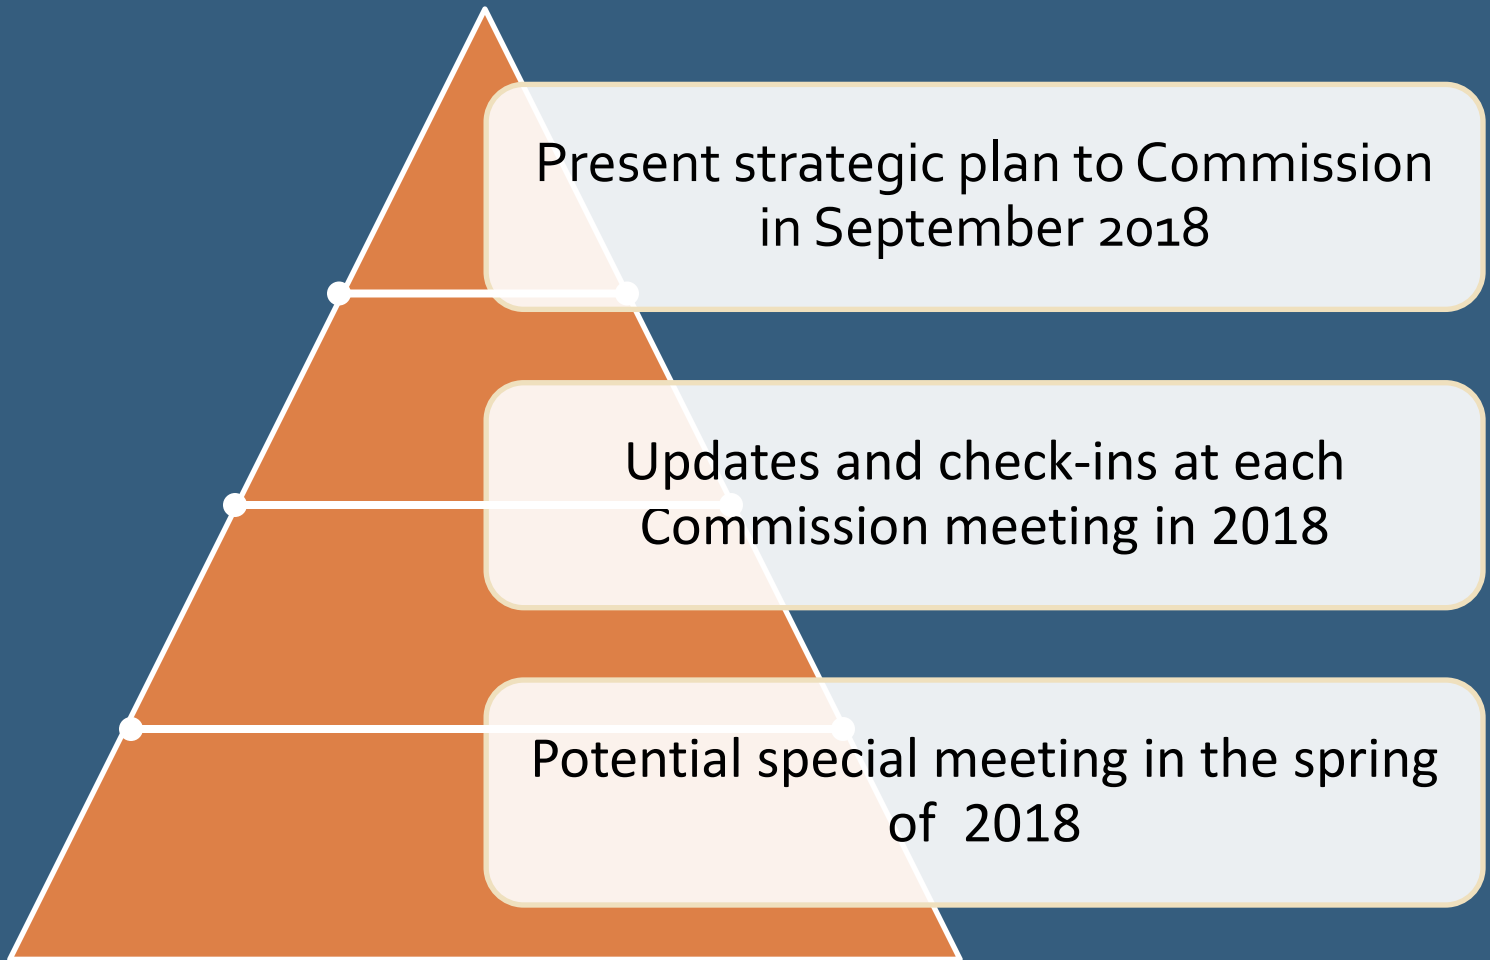 Present strategic plan to Commission
in September 2018
Updates and check-ins at each
Commission meeting in 2018
Potential special meeting in the spring
of 2018